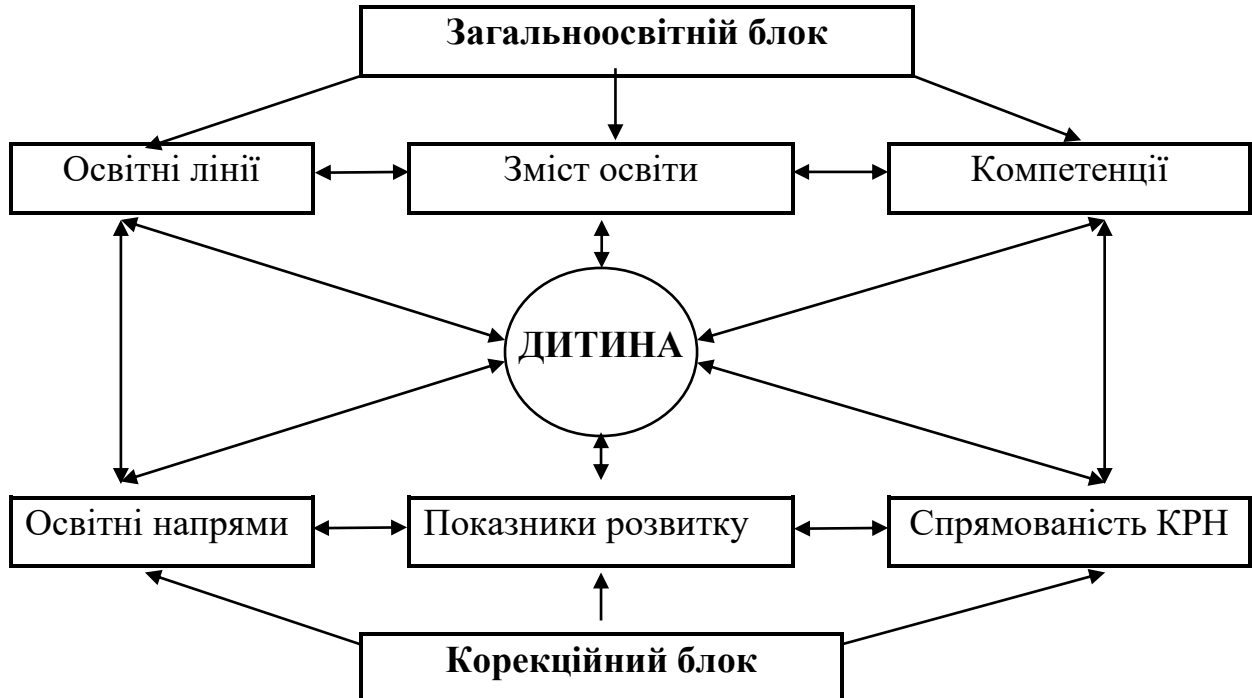 Загальноосвітній блок
Освітні лінії
Зміст освіти
Компетенції
ДИТИНА
Освітні напрями
Показники розвитку
Спрямованість КРН
Корекційний блок